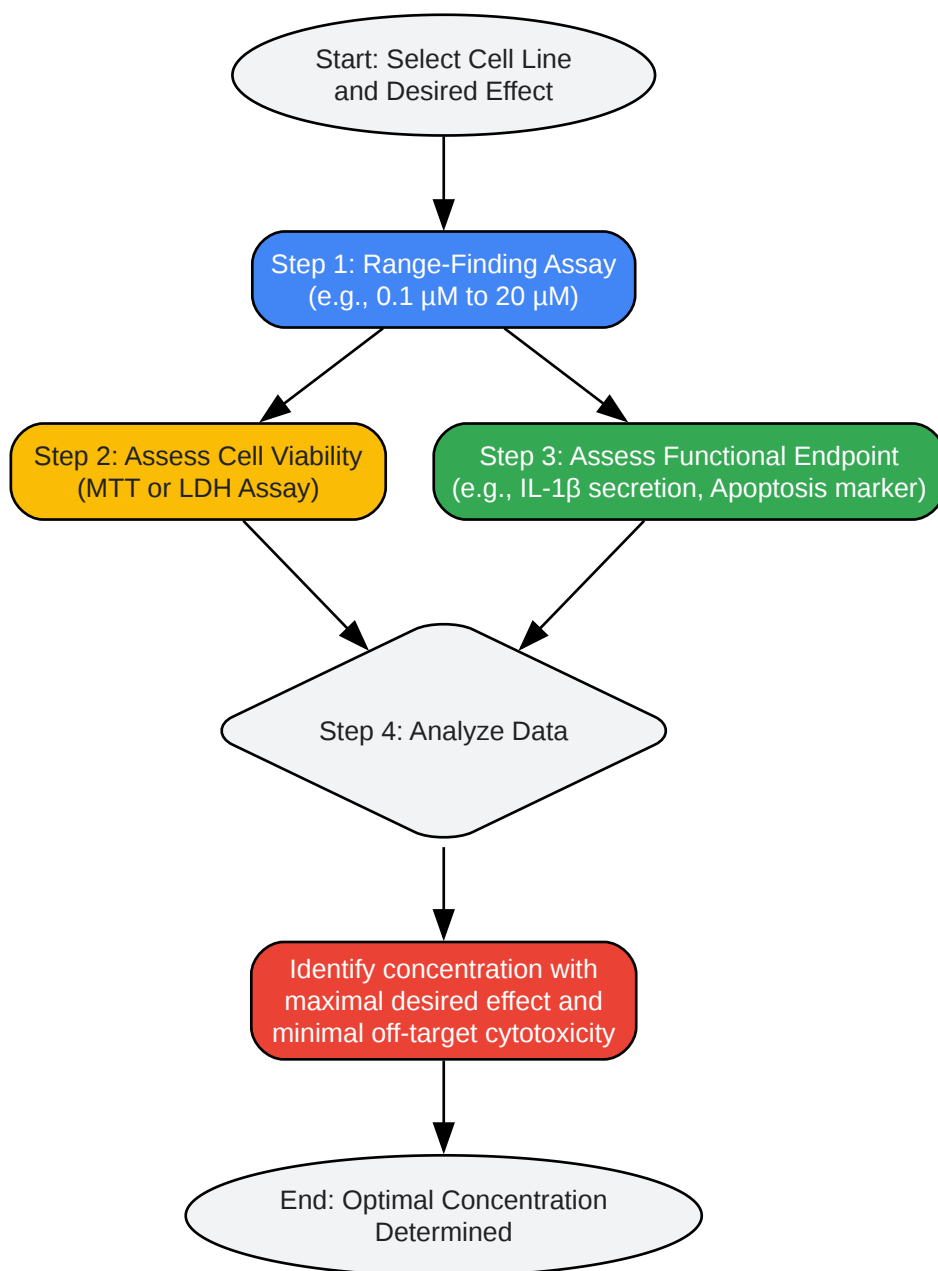 Start: Select Cell Line
and Desired Effect
Step 1: Range-Finding Assay
(e.g., 0.1 µM to 20 µM)
Step 2: Assess Cell Viability
(MTT or LDH Assay)
Step 3: Assess Functional Endpoint
(e.g., IL-1β secretion, Apoptosis marker)
Step 4: Analyze Data
Identify concentration with
maximal desired effect and
minimal off-target cytotoxicity
End: Optimal Concentration
Determined